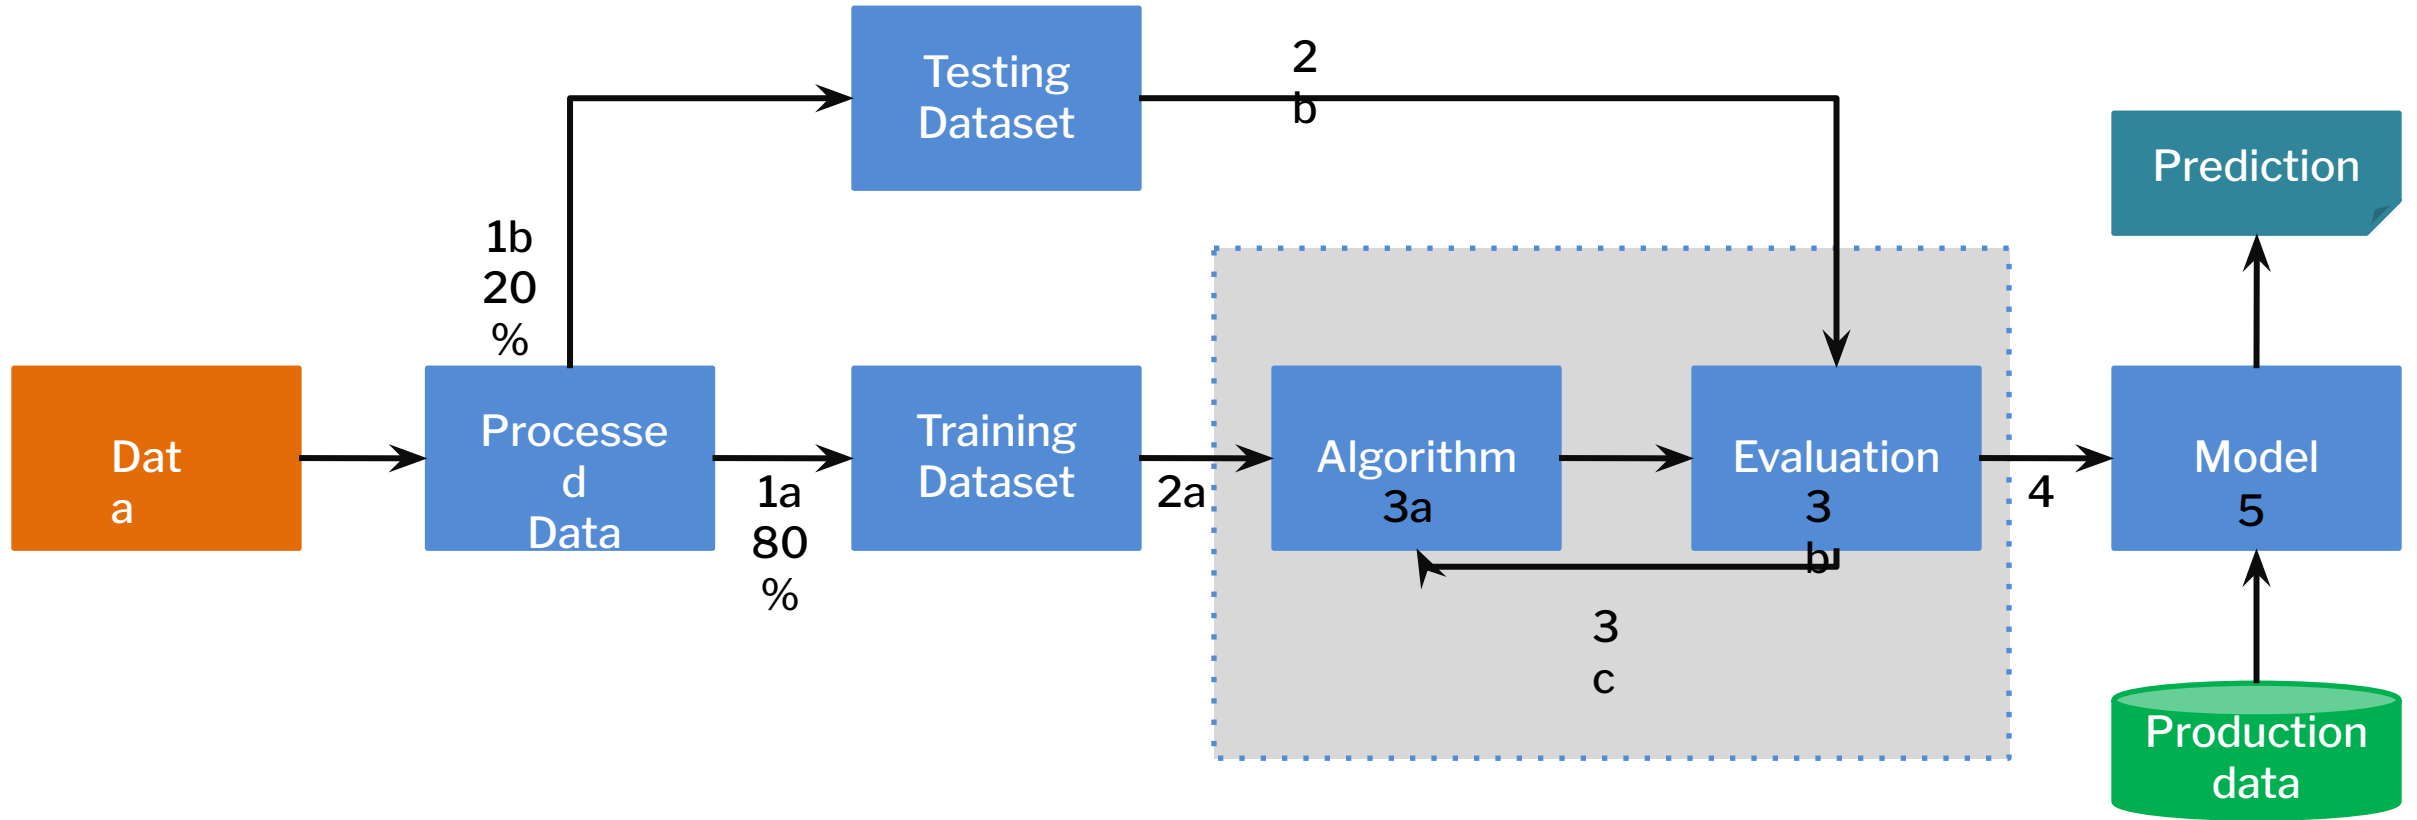 Testing
Dataset
2
b
Prediction
1b
20
%
Dat
a
Processe
d
Data
1a
80
%
Training
Dataset
2a
Algorithm
3a
Evaluation
3
b
3
c
4
Model
5
Production
data